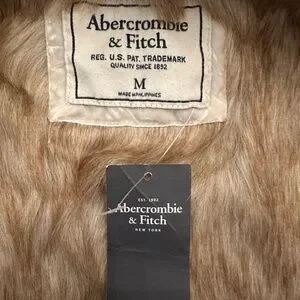 Abercrombie
& Fitch
REG. U.S. PAT. TRADEMARK
QUALITY SINCE 1892
M
MADE IN PHILIPPINES
EST. 1892
Abercrombie
& Fitch
NEW YORK